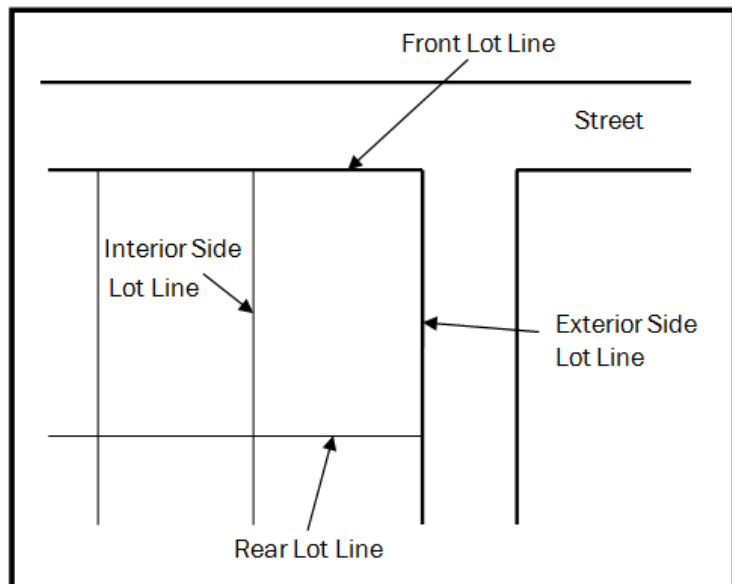 Front Lot Line
Street
Interior Side
Lot Line
Exterior Side
Lot Line
Rear Lot Line